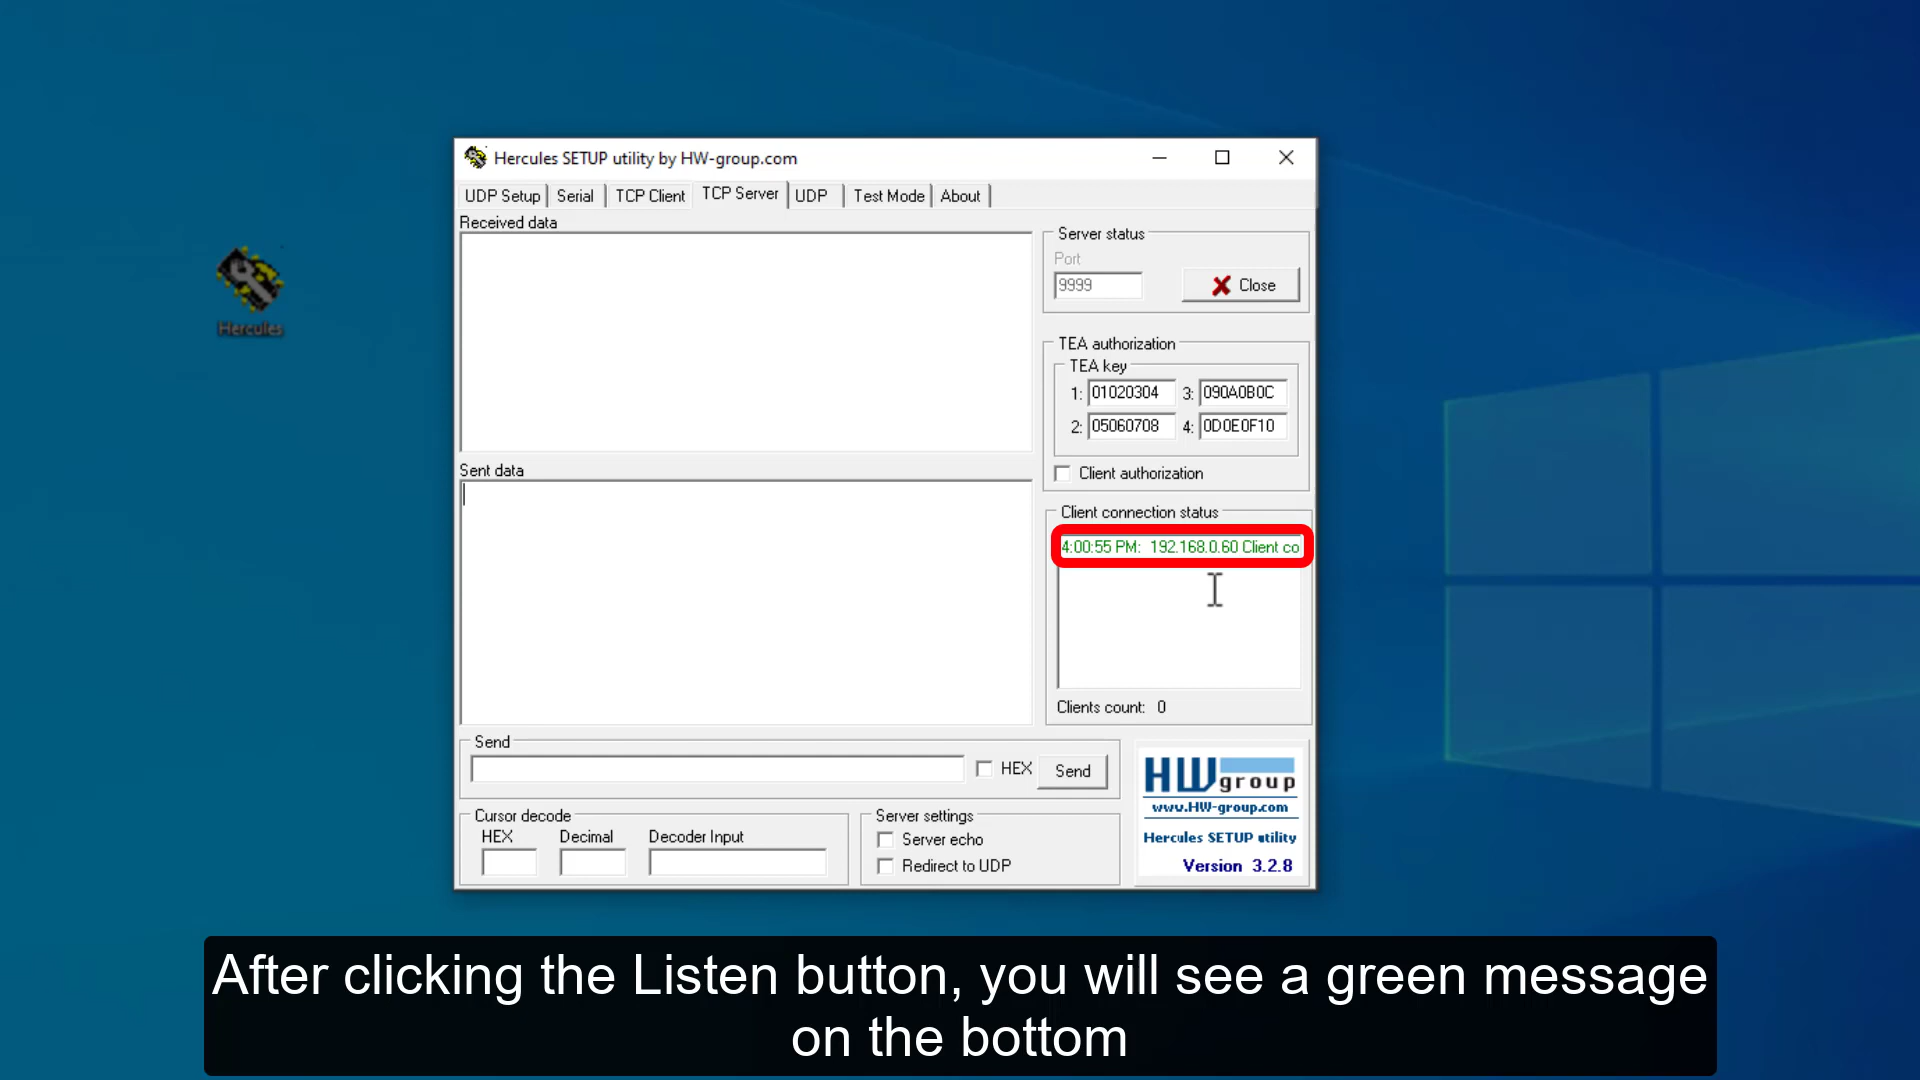 Hercules SETUP utility by HW-group.com
UDP Setup Serial TCP Client TCP Server UDP Test Mode About
Received data
Server status
Port
9999
Close
Hercules
TEA authorization
TEA key
1: 01020304 3: 090A0B0C
2: 05060708 4: 0D0E0F10
Client authorization
Sent data
Client connection status
4:00:55 PM: 192.168.0.60 Client co
Clients count: 0
Send
HEX Send
Cursor decode
HEX Decimal Decoder Input
Server settings
Server echo
Redirect to UDP
HWgroup
www.HW-group.com
Hercules SETUP utility
Version 3.2.8
After clicking the Listen button, you will see a green message
on the bottom